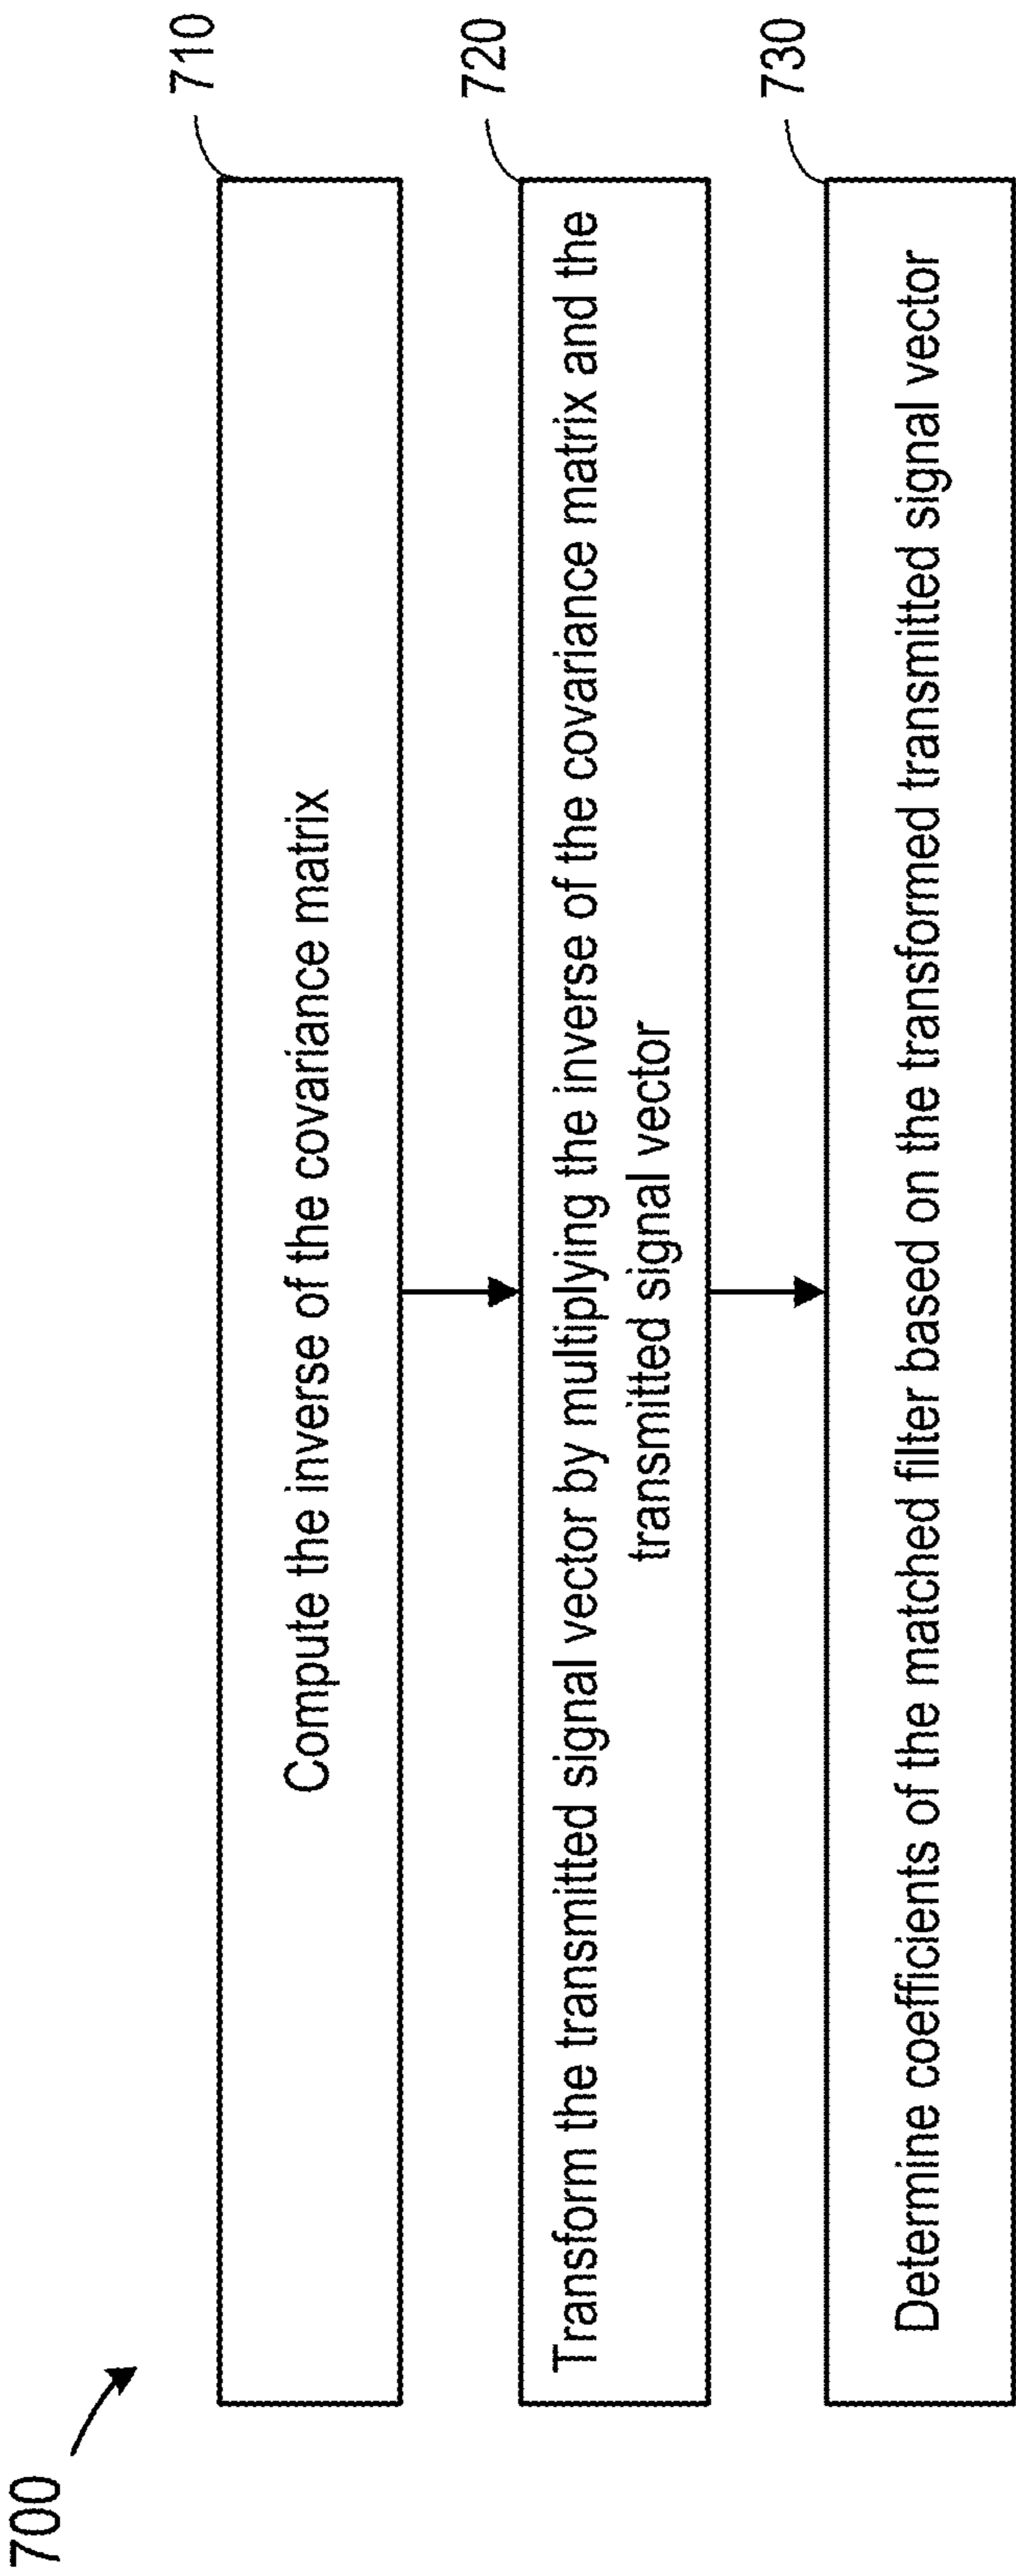 700
710
Compute the inverse of the covariance matrix
720
Transform the transmitted signal vector by multiplying the inverse of the covariance matrix and the
transmitted signal vector
730
Determine coefficients of the matched filter based on the transformed transmitted signal vector